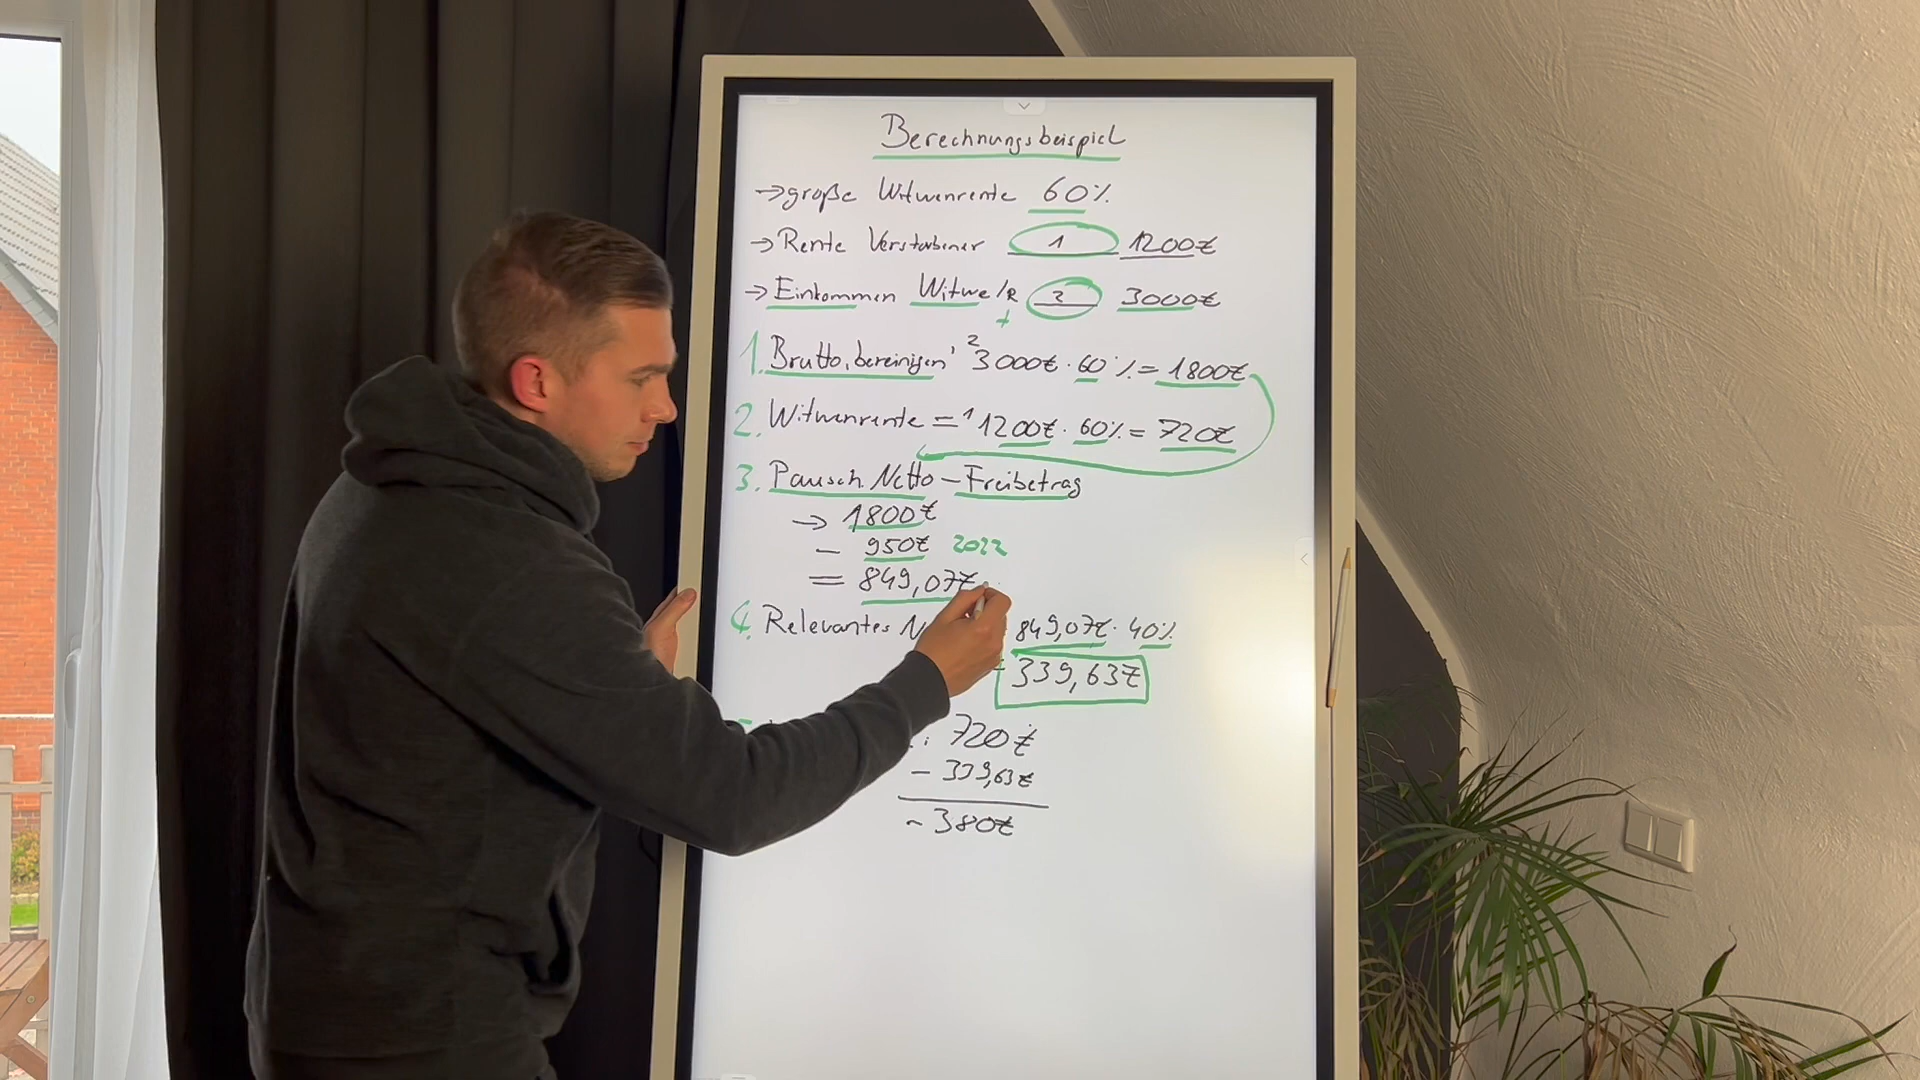 Berechnungsbeispiel
→ große Witwenrente 60%
→ Rente Verstorbener 1 1200€
→ Einkommen Witwe/R 2 3000€
+
1. Brutto "bereinigen" ² 3000€ · 60% = 1800€
2. Witwenrente = ¹ 1200€ · 60% = 720€
3. Pausch. Netto - Freibetrag
→ 1800€
- 950€ 2022
= 849,07€
4. Relevantes 849,07€ · 40%
= 339,63€
720€
- 339,63€
~ 380€